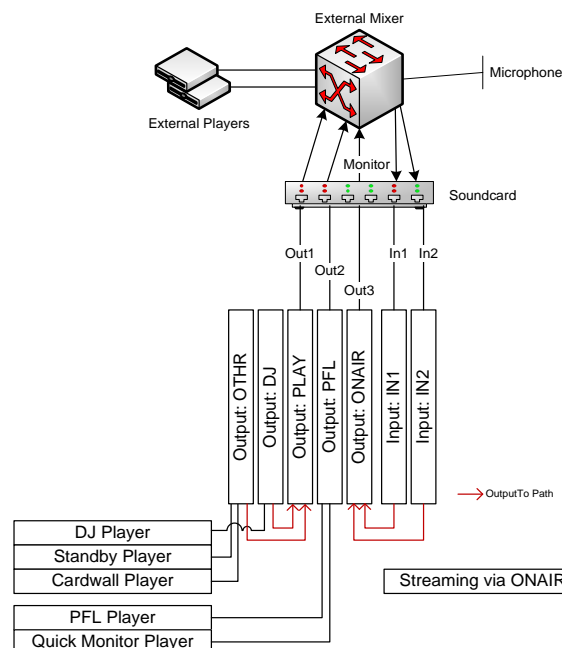 External Mixer
Microphone
External Players
Monitor
Soundcard
Out1
Out2
Out3
In1
In2
Output: OTHR
Output: DJ
Output: PLAY
Output: PFL
Output: ONAIR
Input: IN1
Input: IN2
OutputTo Path
DJ Player
Standby Player
Cardwall Player
Streaming via ONAIR
PFL Player
Quick Monitor Player